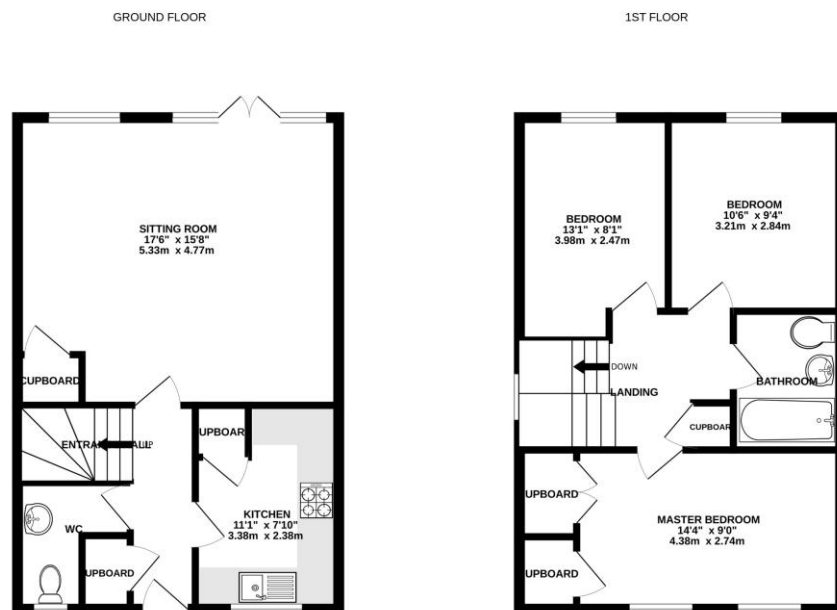 GROUND FLOOR
1ST FLOOR
SITTING ROOM
17'6" x 15'8"
5.33m x 4.77m
CUPBOARD
UP
UPBOAR
KITCHEN
11'1" x 7'10"
3.38m x 2.38m
WC
UPBOARD
BEDROOM
13'1" x 8'1"
3.98m x 2.47m
BEDROOM
10'6" x 9'4"
3.21m x 2.84m
DOWN
LANDING
BATHROOM
CUPBOAR
UPBOARD
MASTER BEDROOM
14'4" x 9'0"
4.38m x 2.74m
UPBOARD